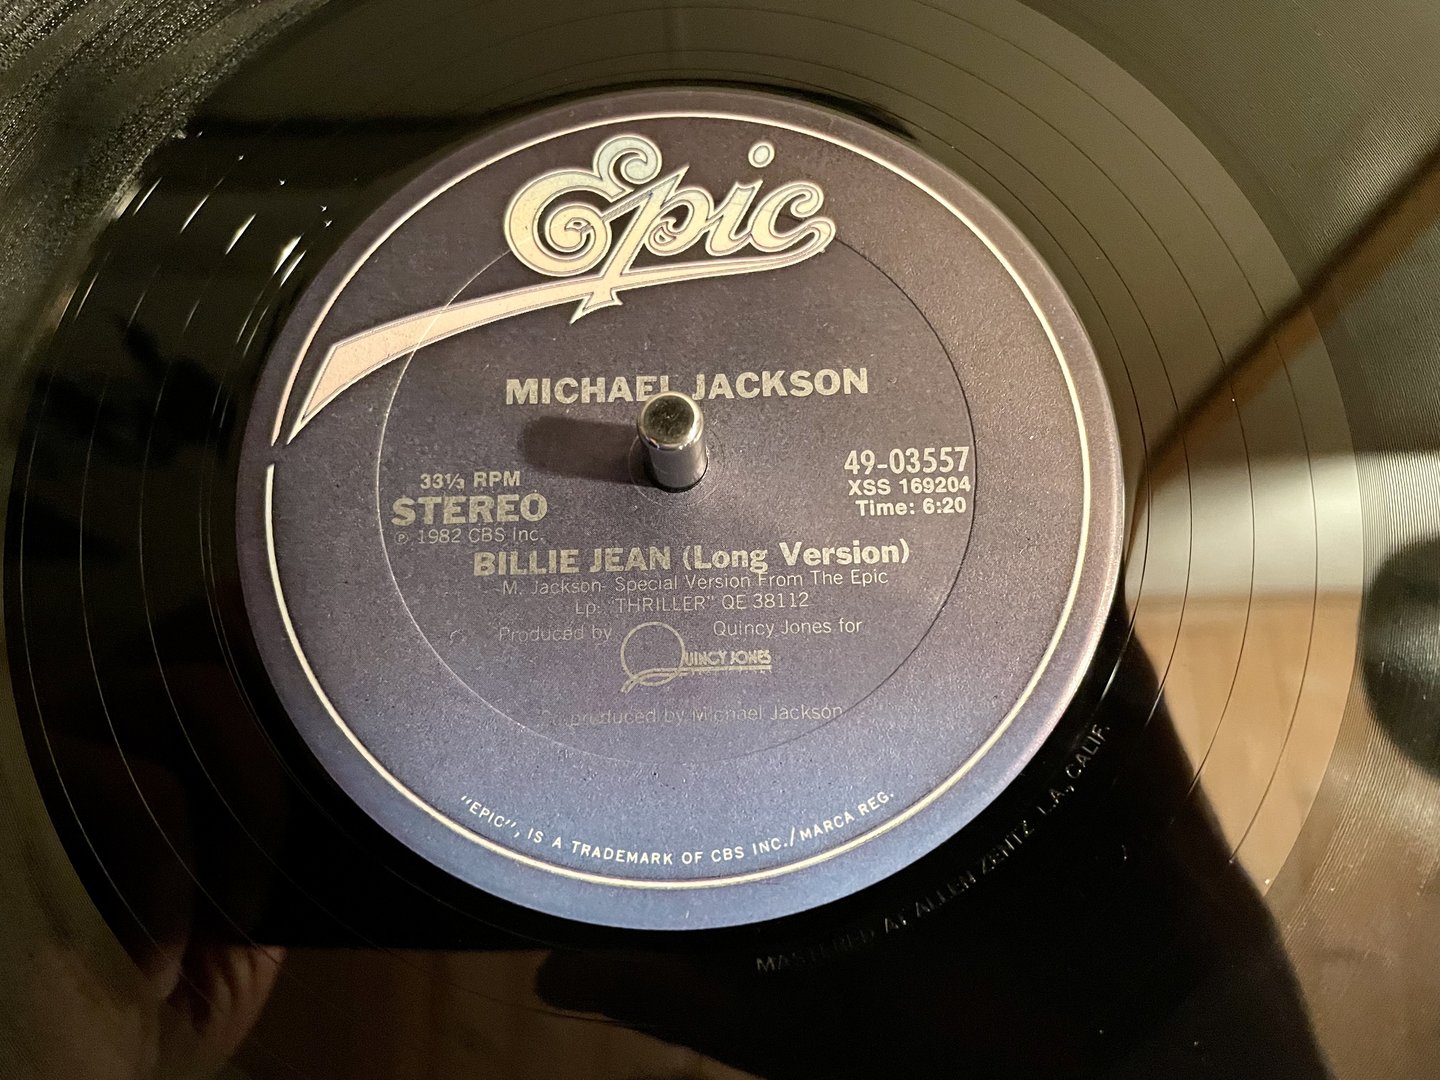 Epic
MICHAEL JACKSON
33⅓ RPM
STEREO
Ⓟ 1982 CBS Inc.
49-03557
XSS 169204
Time: 6:20
BILLIE JEAN (Long Version)
M. Jackson- Special Version From The Epic
Lp: "THRILLER" QE 38112
Produced by Quincy Jones for
QUINCY JONES
Co-produced by Michael Jackson
"EPIC", IS A TRADEMARK OF CBS INC./MARCA REG.
MASTERED AT ALLEN ZENTZ L.A., CALIF.